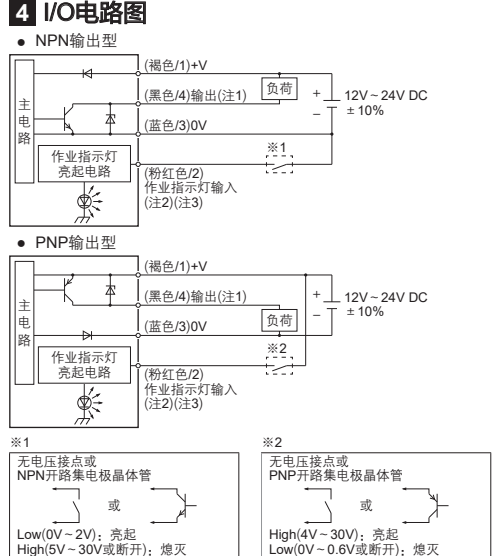 4 I/O电路图
● NPN输出型
(褐色/1)+V
(黑色/4)输出(注1)
负荷
+
−
12V~24V DC
±10%
主电路
(蓝色/3)0V
作业指示灯
亮起电路
※1
(粉红色/2)
作业指示灯输入
(注2)(注3)
● PNP输出型
(褐色/1)+V
(黑色/4)输出(注1)
+
−
12V~24V DC
±10%
主电路
(蓝色/3)0V
负荷
作业指示灯
亮起电路
※2
(粉红色/2)
作业指示灯输入
(注2)(注3)
※1
无电压接点或
NPN开路集电极晶体管
或
Low(0V~2V)：亮起
High(5V~30V或断开)：熄灭
※2
无电压接点或
PNP开路集电极晶体管
或
High(4V~30V)：亮起
Low(0V~0.6V或断开)：熄灭